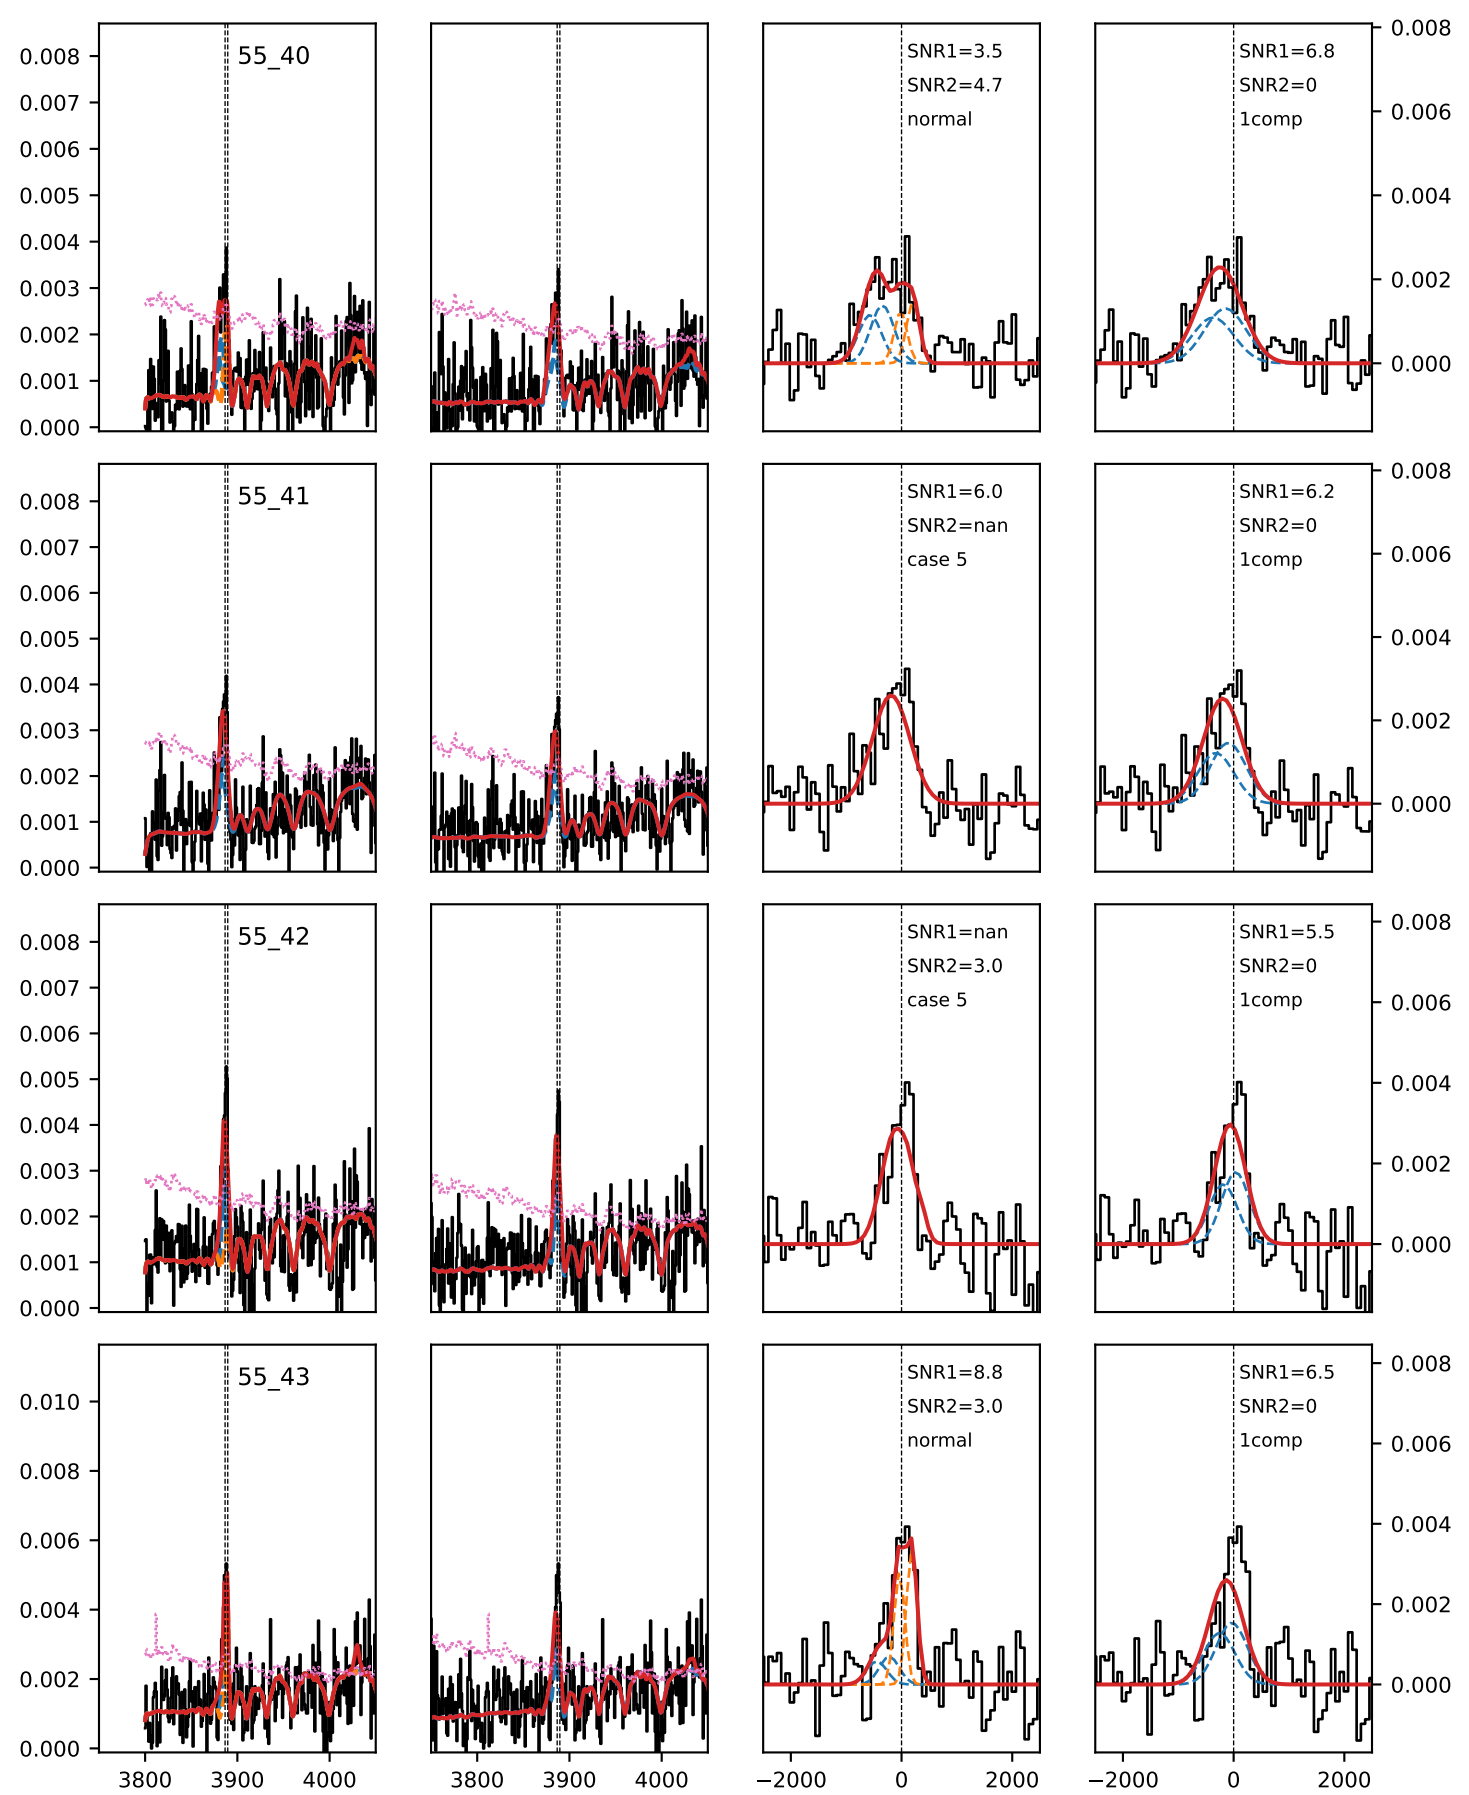 0.008
0.007
0.006
0.005
0.004
0.003
0.002
0.001
0.000
55_40
SNR1=3.5
SNR2=4.7
normal
SNR1=6.8
SNR2=0
1comp
0.008
0.006
0.004
0.002
0.000
0.008
0.007
0.006
0.005
0.004
0.003
0.002
0.001
0.000
55_41
SNR1=6.0
SNR2=nan
case 5
SNR1=6.2
SNR2=0
1comp
0.008
0.006
0.004
0.002
0.000
0.008
0.007
0.006
0.005
0.004
0.003
0.002
0.001
0.000
55_42
SNR1=nan
SNR2=3.0
case 5
SNR1=5.5
SNR2=0
1comp
0.008
0.006
0.004
0.002
0.000
0.010
0.008
0.006
0.004
0.002
0.000
55_43
SNR1=8.8
SNR2=3.0
normal
SNR1=6.5
SNR2=0
1comp
0.008
0.006
0.004
0.002
0.000
3800 3900 4000
3800 3900 4000
−2000 0 2000
−2000 0 2000